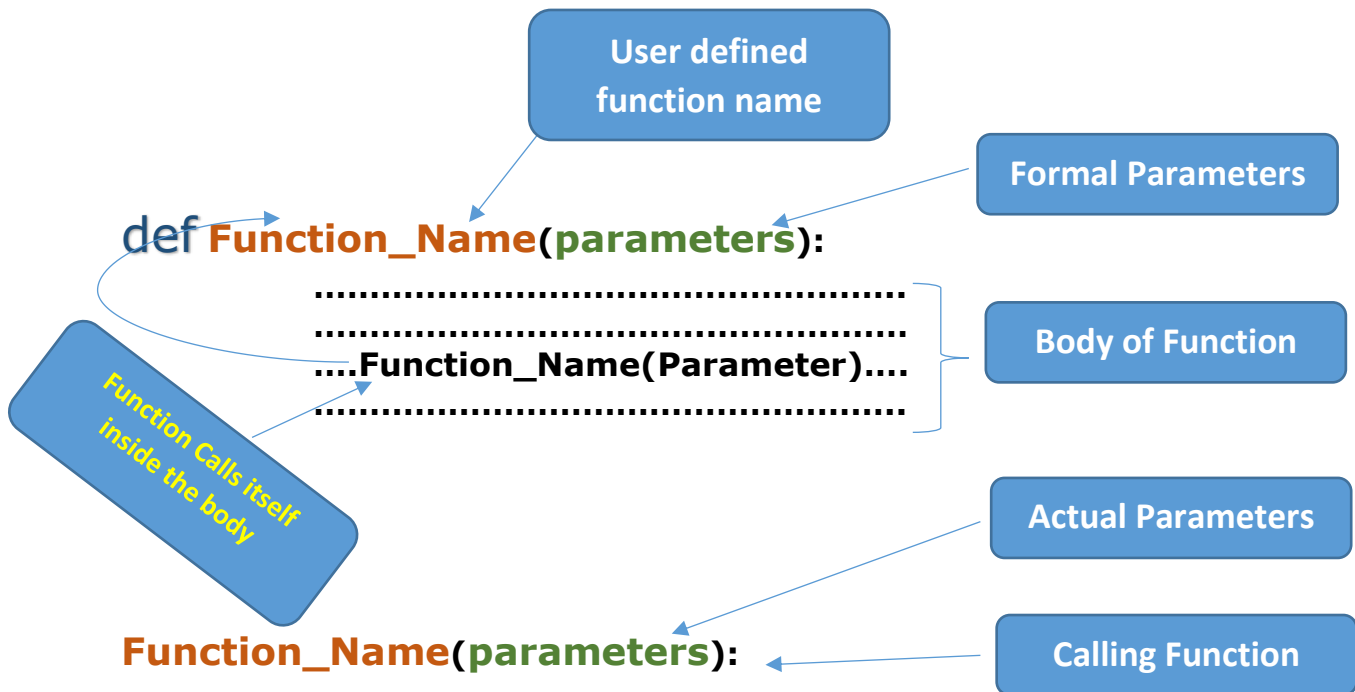 User defined
function name
Formal Parameters
def Function_Name(parameters):
.....................................................
.....................................................
Body of Function
....Function_Name(Parameter)....
.....................................................
Function Calls itself
inside the body
Actual Parameters
Function_Name(parameters):
Calling Function